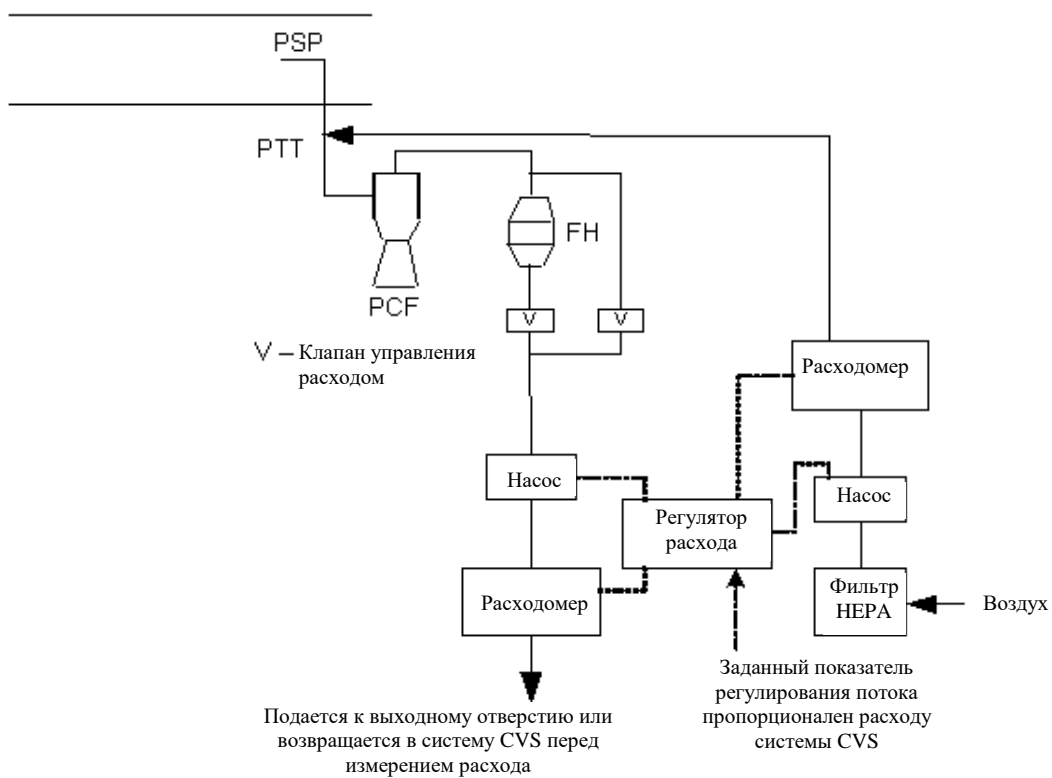 PSP
PTT
FH
PCF
V
V
V – Клапан управления
расходом
Расходомер
Насос
Насос
Регулятор
расхода
Расходомер
Фильтр
HEPA
Воздух
Заданный показатель
регулирования потока
пропорционален расходу
системы CVS
Подается к выходному отверстию или
возвращается в систему CVS перед
измерением расхода